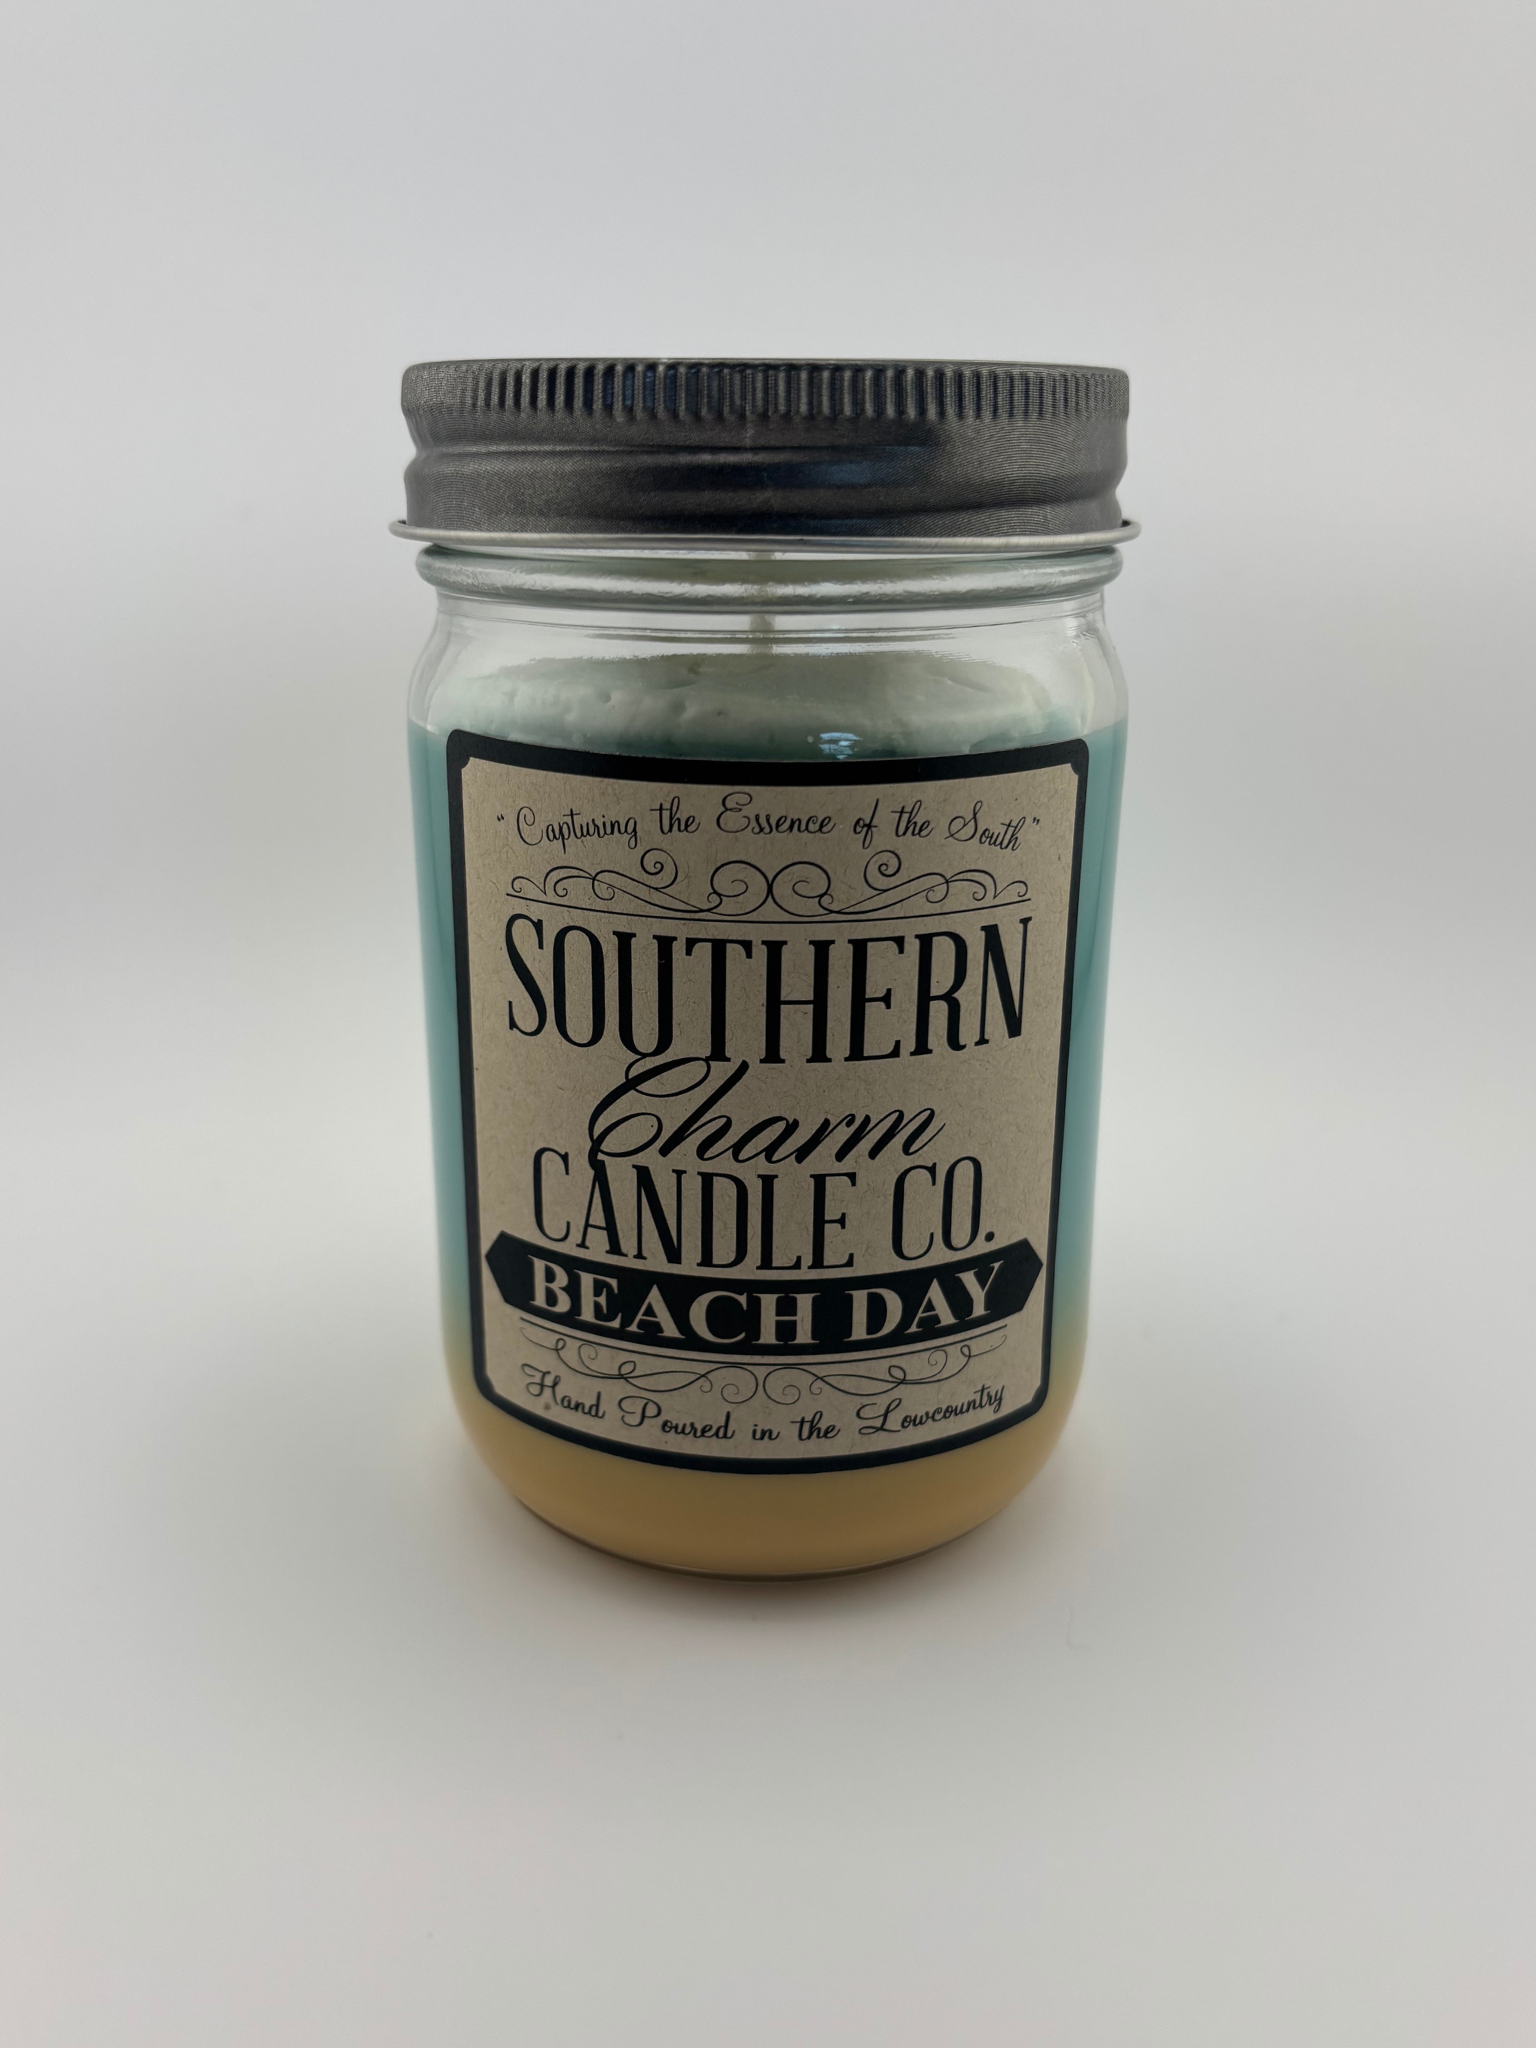 "Capturing the Essence of the South"
SOUTHERN
Charm
CANDLE CO.
BEACH DAY
Hand Poured in the Lowcountry